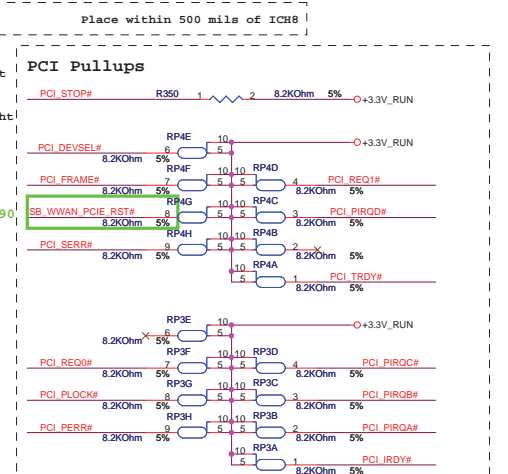 Place within 500 mils of ICH8
t
PCI Pullups
PCI_STOP# R350 1 2 8.2KOhm 5% +3.3V_RUN
ht
RP4E 10 +3.3V_RUN
PCI_DEVSEL# 6 5
8.2KOhm 5%
RP4F 10 10 RP4D
PCI_FRAME# 7 5 5 4 PCI_REQ1#
8.2KOhm 5% 8.2KOhm 5%
RP4G 10 10 RP4C
90 SB_WWAN_PCIE_RST# 8 5 5 3 PCI_PIRQD#
8.2KOhm 5% 8.2KOhm 5%
RP4H 10 10 RP4B
PCI_SERR# 9 5 5 2
8.2KOhm 5% 8.2KOhm 5%
10 RP4A
5 1 PCI_TRDY#
8.2KOhm 5%
RP3E 10 +3.3V_RUN
6 5
8.2KOhm 5%
RP3F 10 10 RP3D
PCI_REQ0# 7 5 5 4 PCI_PIRQC#
8.2KOhm 5% 8.2KOhm 5%
RP3G 10 10 RP3C
PCI_PLOCK# 8 5 5 3 PCI_PIRQB#
8.2KOhm 5% 8.2KOhm 5%
RP3H 10 10 RP3B
PCI_PERR# 9 5 5 2 PCI_PIRQA#
8.2KOhm 5% 8.2KOhm 5%
10 RP3A
5 1 PCI_IRDY#
8.2KOhm 5%